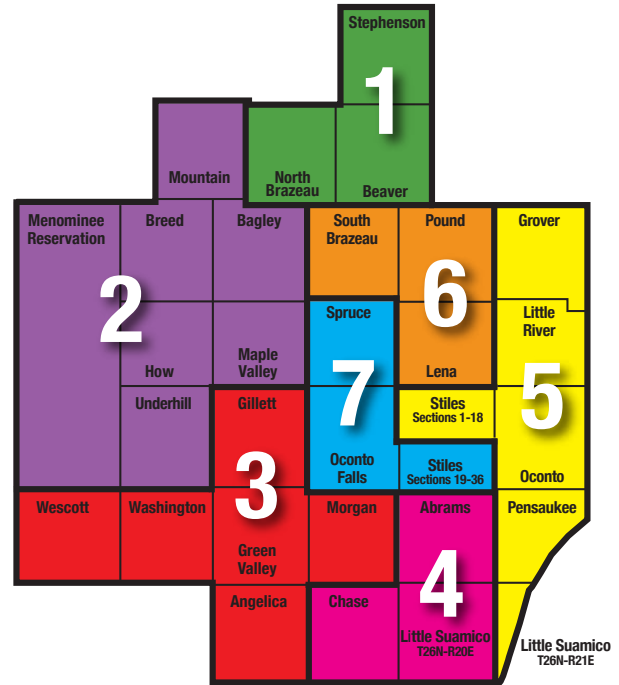 Stephenson
1
Mountain
North
Brazeau
Beaver
Menominee
Reservation
Breed
Bagley
South
Brazeau
Pound
Grover
2
6
Spruce
Little
River
How
Maple
Valley
7
Lena
5
Underhill
Gillett
Stiles
Sections 1-18
3
Oconto
Falls
Stiles
Sections 19-36
Oconto
Wescott
Washington
Morgan
Abrams
Pensaukee
Green
Valley
4
Angelica
Chase
Little Suamico
T26N-R20E
Little Suamico
T26N-R21E